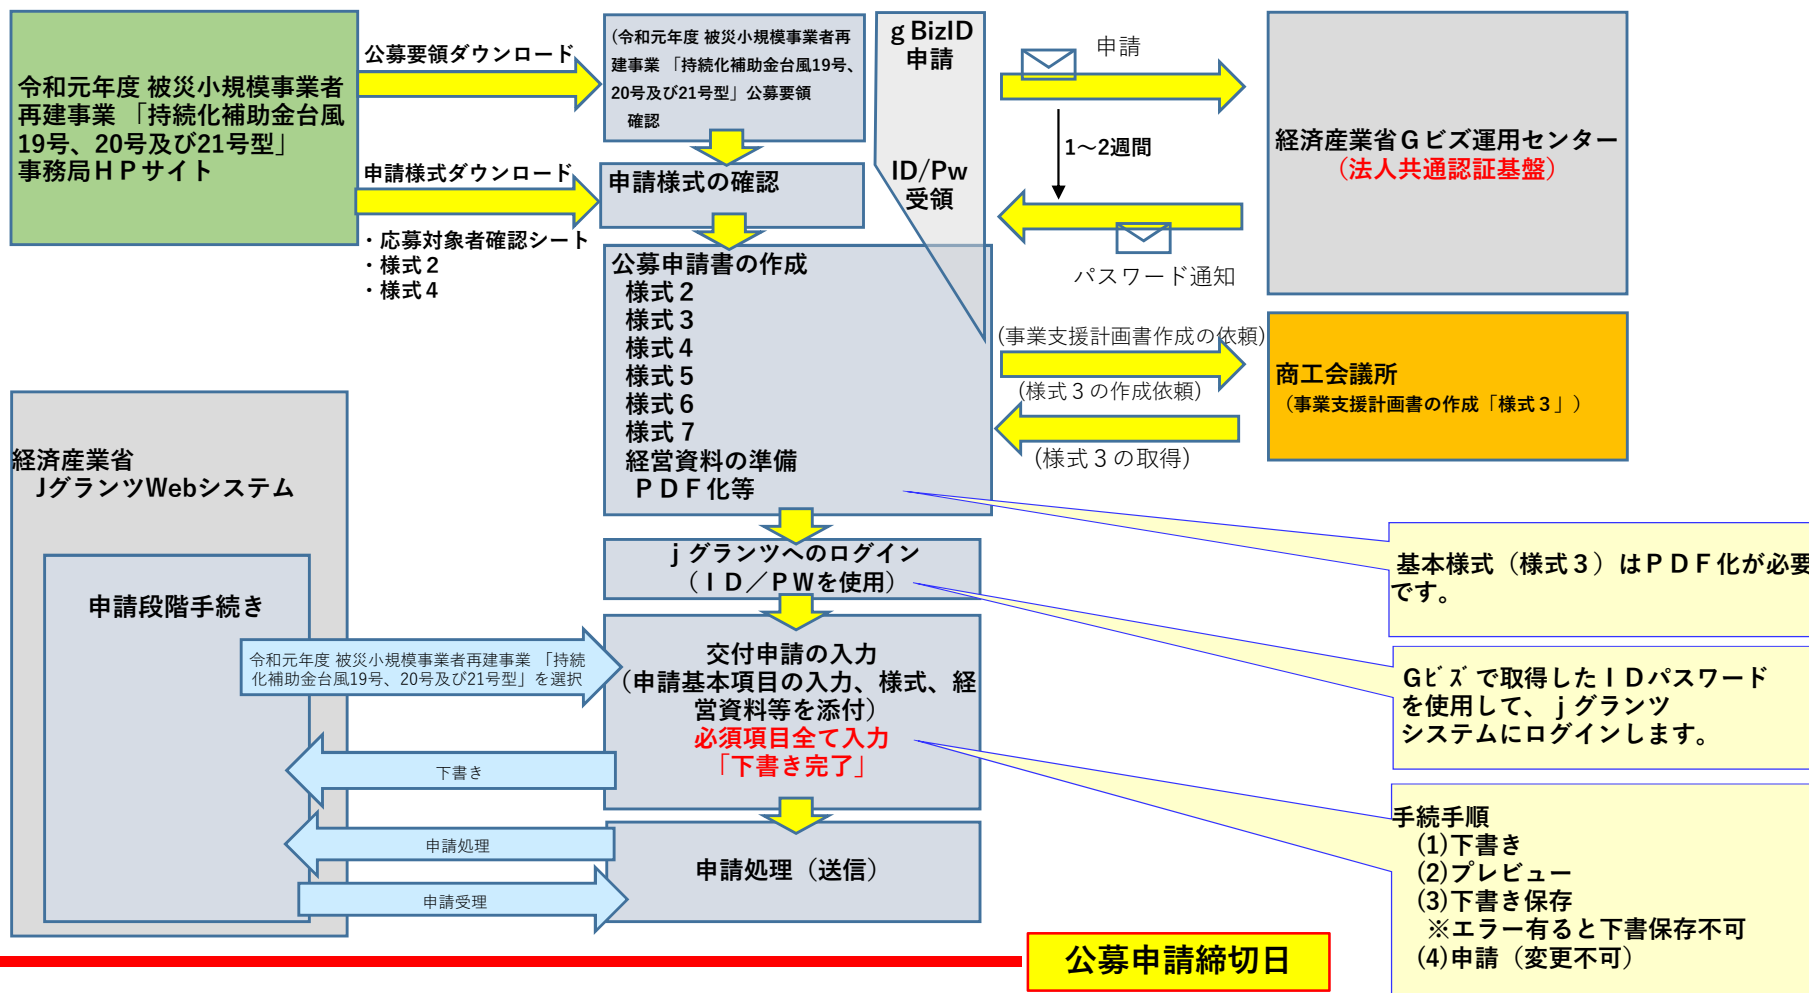 令和元年度 被災小規模事業者
再建事業 「持続化補助金台風
19号、20号及び21号型」
事務局ＨＰサイト
公募要領ダウンロード
申請様式ダウンロード
・応募対象者確認シート
・様式２
・様式４
(令和元年度 被災小規模事業者再
建事業 「持続化補助金台風19号、
20号及び21号型」公募要領
確認
申請様式の確認
ｇBizID
申請
ID/Pw
受領
申請
1～2週間
パスワード通知
経済産業省Ｇビズ運用センター
（法人共通認証基盤）
公募申請書の作成
様式２
様式３
様式４
様式５
様式６
様式７
経営資料の準備
ＰＤＦ化等
(事業支援計画書作成の依頼)
(様式３の作成依頼)
(様式３の取得)
商工会議所
（事業支援計画書の作成「様式３」）
経済産業省
JグランツWebシステム
申請段階手続き
ｊグランツへのログイン
（ＩＤ／ＰＷを使用）
令和元年度 被災小規模事業者再建事業 「持続
化補助金台風19号、20号及び21号型」を選択
交付申請の入力
（申請基本項目の入力、様式、経
営資料等を添付）
必須項目全て入力
「下書き完了」
下書き
申請処理
申請受理
申請処理（送信）
基本様式（様式３）はＰＤＦ化が必要
です。
Gﾋﾞｽﾞで取得したＩＤパスワード
を使用して、ｊグランツ
システムにログインします。
手続手順
(1)下書き
(2)プレビュー
(3)下書き保存
※エラー有ると下書保存不可
(4)申請（変更不可）
公募申請締切日